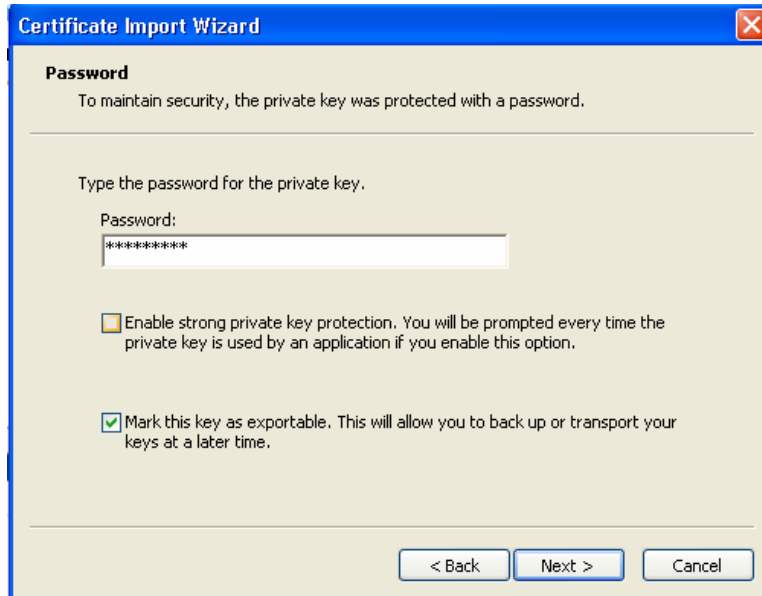 Certificate Import Wizard
Password
To maintain security, the private key was protected with a password.
Type the password for the private key.
Password:
*********
Enable strong private key protection. You will be prompted every time the
private key is used by an application if you enable this option.
Mark this key as exportable. This will allow you to back up or transport your
keys at a later time.
< Back Next > Cancel